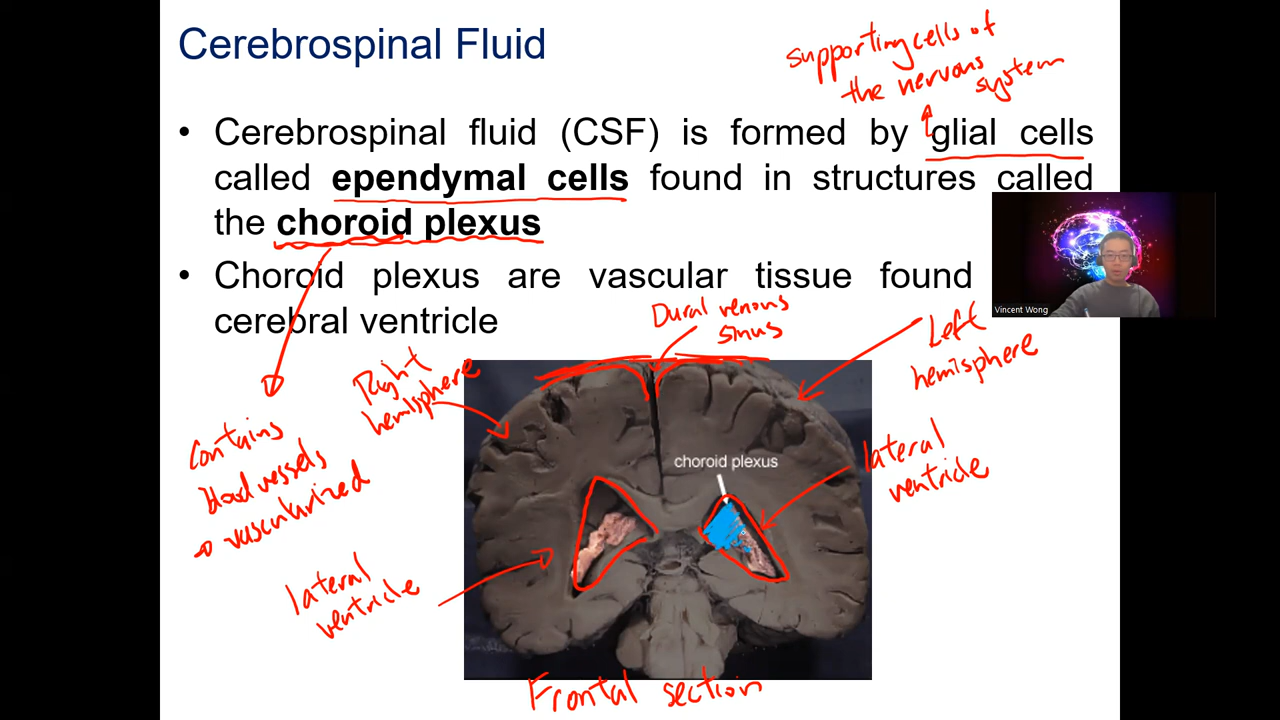 Cerebrospinal Fluid
supporting cells of
the nervous
system
• Cerebrospinal fluid (CSF) is formed by glial cells
called ependymal cells found in structures called
the choroid plexus
• Choroid plexus are vascular tissue found
cerebral ventricle
Vincent Wong
Dural venous
sinus
Left
hemisphere
Right
hemisphere
Contains
blood vessels
→ vascularized
choroid plexus
lateral
ventricle
lateral
ventricle
Frontal section